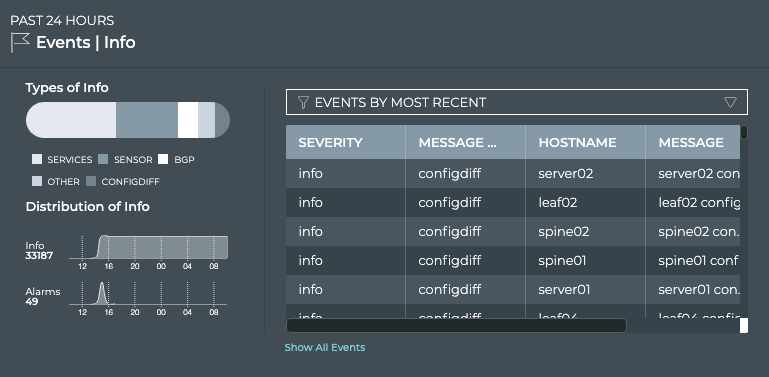 PAST 24 HOURS
Events | Info
Types of Info
SERVICES SENSOR BGP
OTHER CONFIGDIFF
Distribution of Info
Info
33187
12 16 20 00 04 08
Alarms
49
12 16 20 00 04 08
EVENTS BY MOST RECENT
SEVERITY MESSAGE ... HOSTNAME MESSAGE
info configdiff server02 server02 con
info configdiff leaf02 leaf02 config
info configdiff spine02 spine02 con.
info configdiff spine01 spine01 conf
info configdiff server01 server01 con.
info configdiff leaf04 leaf04 config
Show All Events